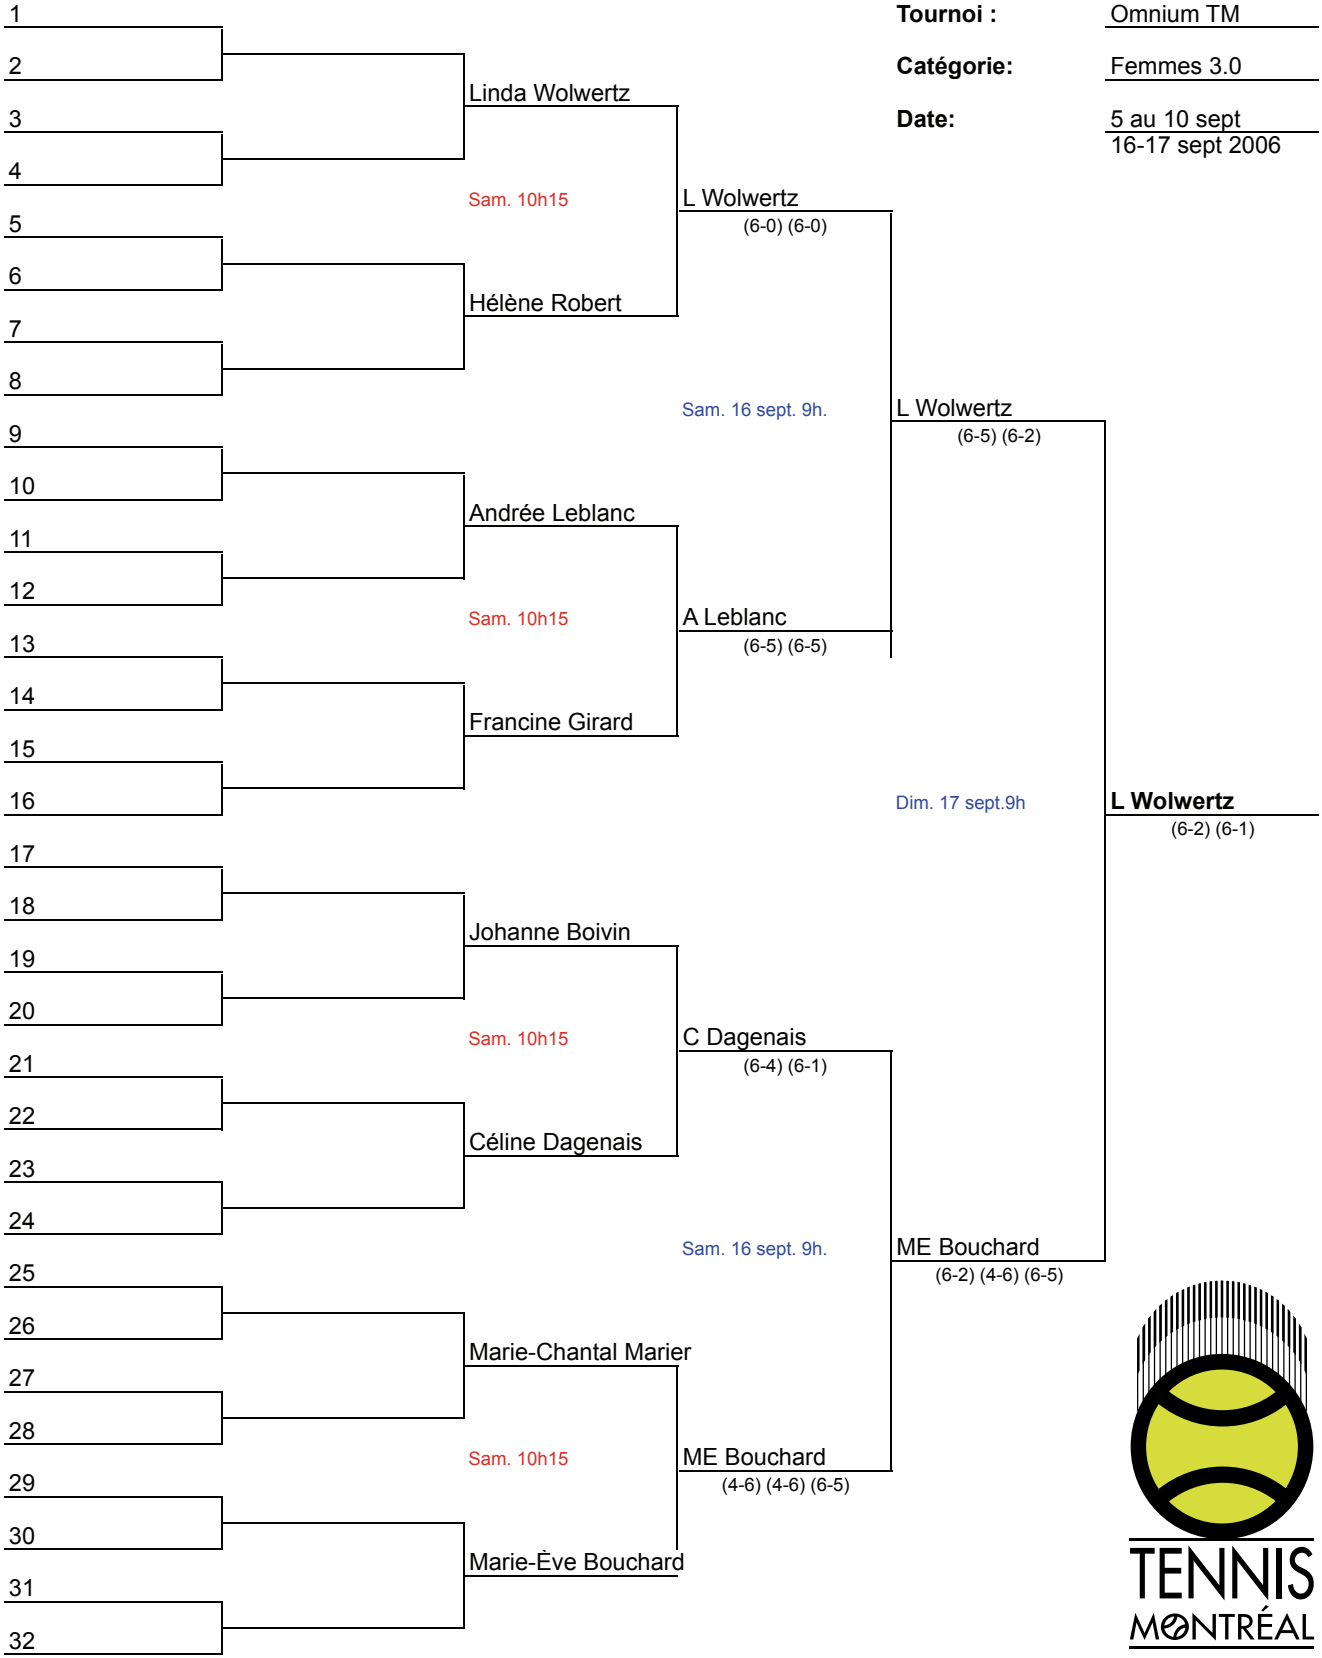 1
Tournoi :
Omnium TM
2
Catégorie:
Femmes 3.0
Linda Wolwertz
3
Date:
5 au 10 sept
16-17 sept 2006
4
Sam. 10h15
L Wolwertz
5
(6-0) (6-0)
6
Hélène Robert
7
8
Sam. 16 sept. 9h.
L Wolwertz
9
(6-5) (6-2)
10
Andrée Leblanc
11
12
Sam. 10h15
A Leblanc
13
(6-5) (6-5)
14
Francine Girard
15
16
Dim. 17 sept.9h
L Wolwertz
(6-2) (6-1)
17
18
Johanne Boivin
19
20
Sam. 10h15
C Dagenais
21
(6-4) (6-1)
22
Céline Dagenais
23
24
Sam. 16 sept. 9h.
ME Bouchard
25
(6-2) (4-6) (6-5)
26
Marie-Chantal Marier
27
28
Sam. 10h15
ME Bouchard
29
(4-6) (4-6) (6-5)
30
Marie-Ève Bouchard
31
32
TENNIS
MONTRÉAL